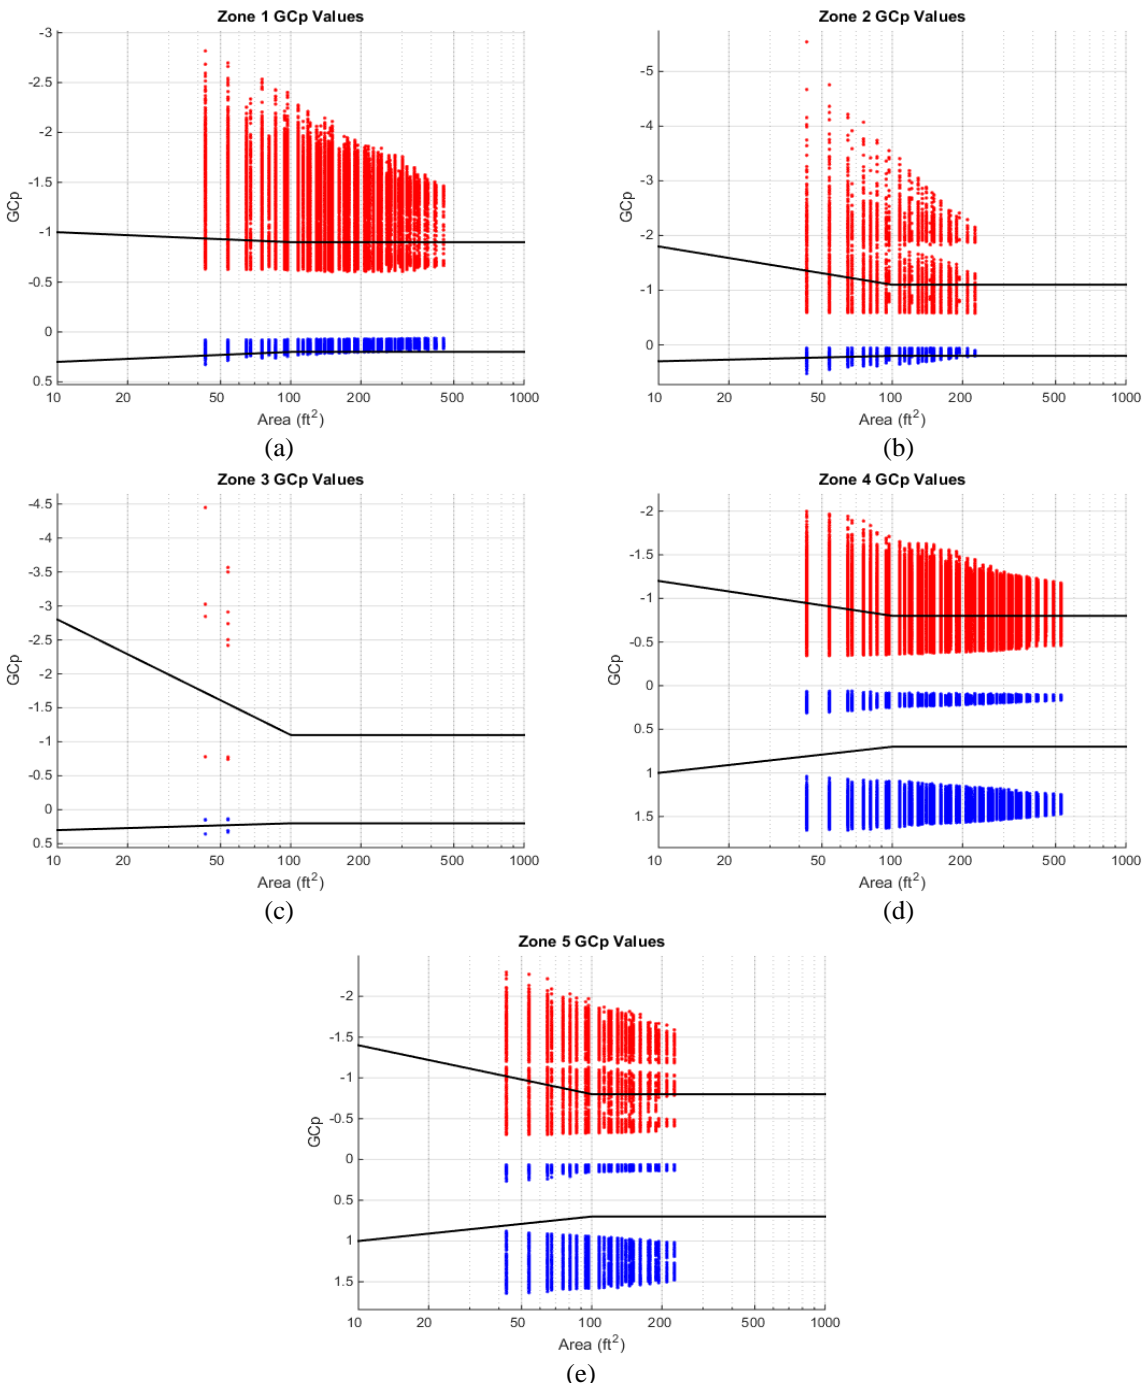 Zone 1 GCp Values
-3
-2.5
-2
-1.5
-1
-0.5
0
0.5
GCp
10 20 50 100 200 500 1000
Area (ft²)
(a)
Zone 2 GCp Values
-5
-4
-3
-2
-1
0
GCp
10 20 50 100 200 500 1000
Area (ft²)
(b)
Zone 3 GCp Values
-4.5
-4
-3.5
-3
-2.5
-2
-1.5
-1
-0.5
0
0.5
GCp
10 20 50 100 200 500 1000
Area (ft²)
(c)
Zone 4 GCp Values
-2
-1.5
-1
-0.5
0
0.5
1
1.5
GCp
10 20 50 100 200 500 1000
Area (ft²)
(d)
Zone 5 GCp Values
-2
-1.5
-1
-0.5
0
0.5
1
1.5
GCp
10 20 50 100 200 500 1000
Area (ft²)
(e)